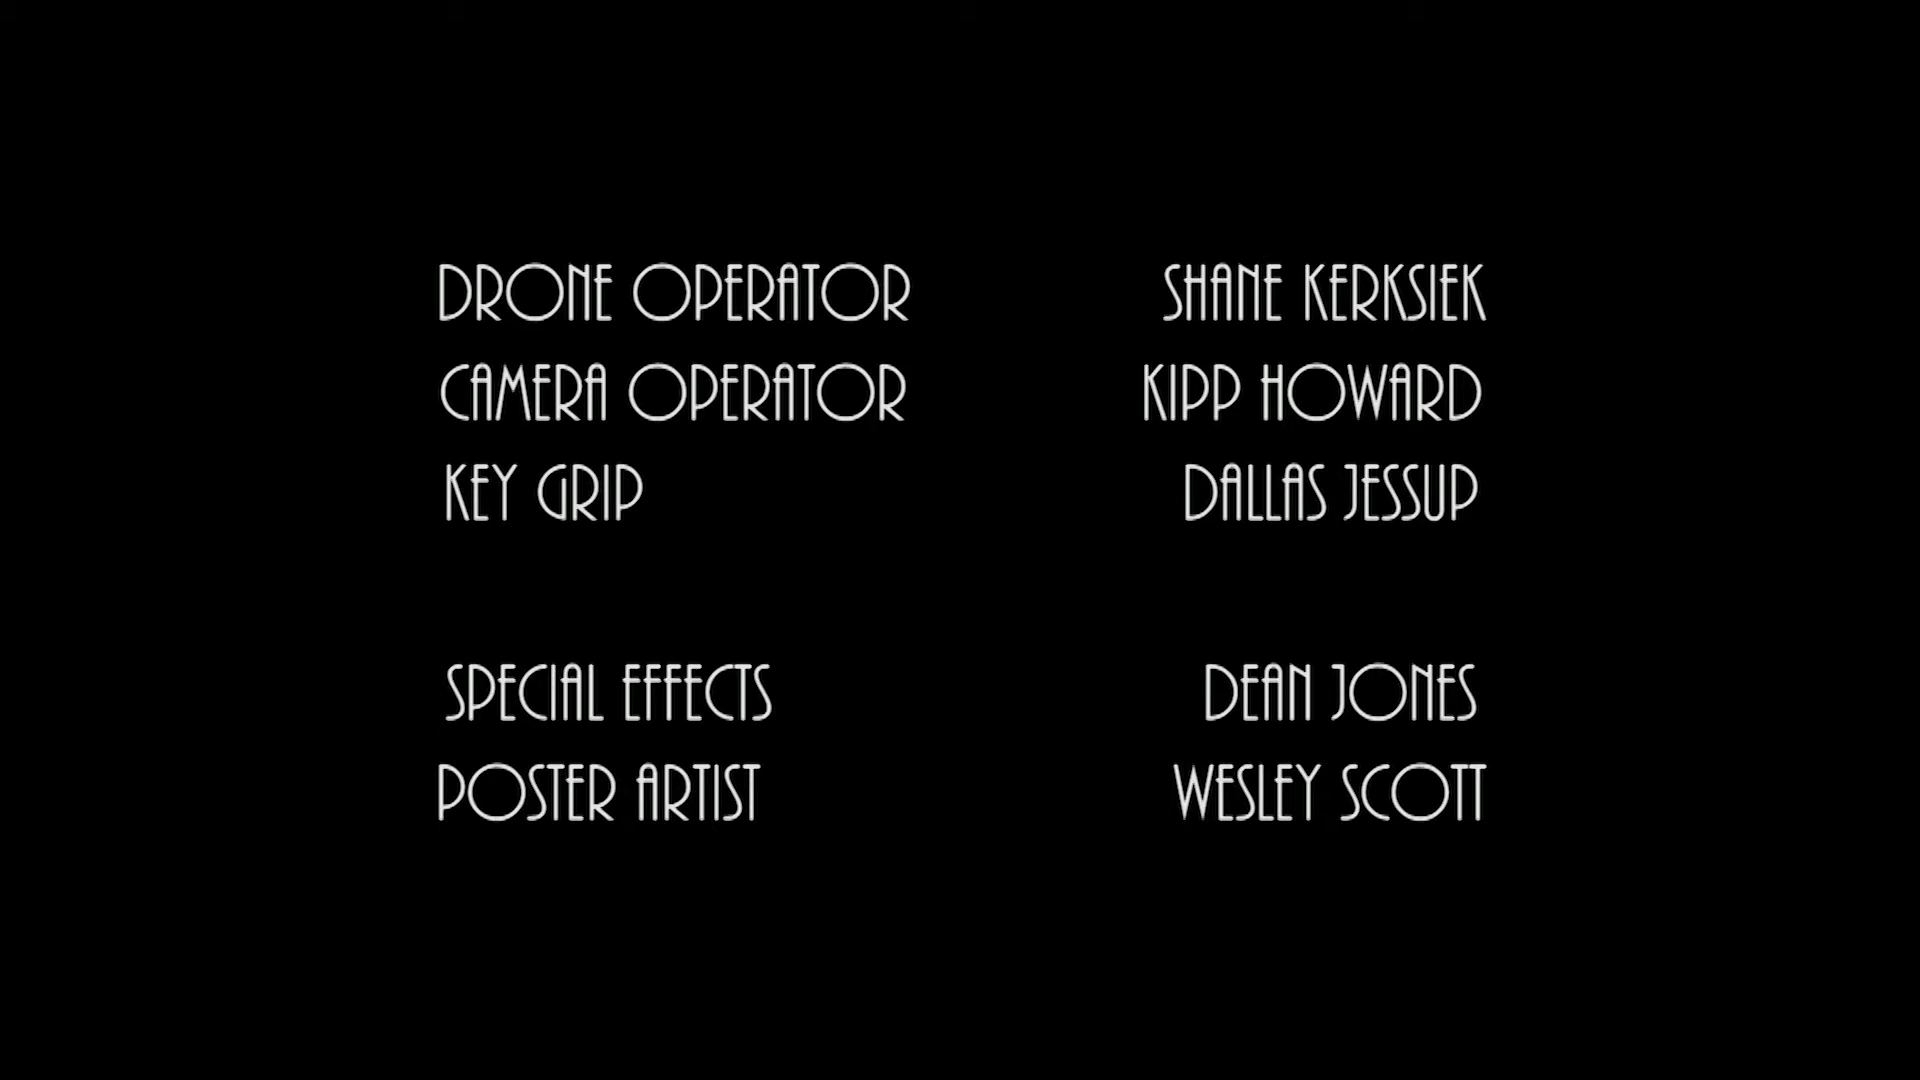 DRONE OPERATOR SHANE KERKSIEK
CAMERA OPERATOR KIPP HOWARD
KEY GRIP DALLAS JESSUP
SPECIAL EFFECTS DEAN JONES
POSTER ARTIST WESLEY SCOTT